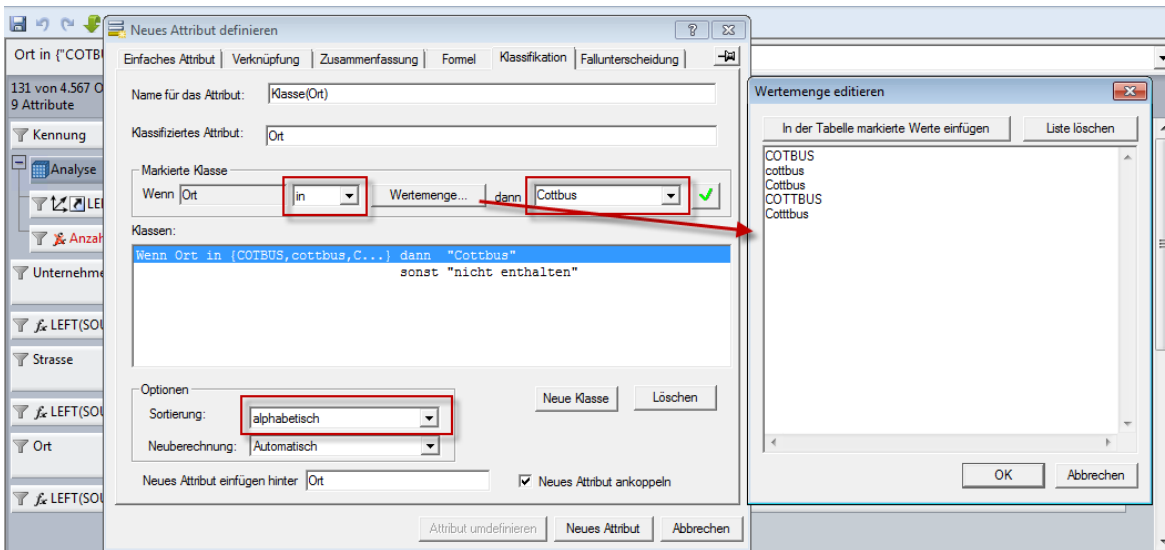 Neues Attribut definieren
Ort in {"COTB
Einfaches Attribut Verknüpfung Zusammenfassung Formel Klassifikation Fallunterscheidung
131 von 4.567 O
9 Attribute
Kennung
Analyse
Anzah
Unternehme
LEFT(SOU
Strasse
LEFT(SOU
Ort
LEFT(SOU
Name für das Attribut: Klasse(Ort)
Klassifiziertes Attribut: Ort
Markierte Klasse
Wenn Ort in Wertemenge... dann Cottbus
Klassen:
Wenn Ort in {COTBUS,cottbus,C...} dann "Cottbus"
sonst "nicht enthalten"
Optionen
Sortierung: alphabetisch
Neuberechnung: Automatisch
Neue Klasse Löschen
Neues Attribut einfügen hinter Ort Neues Attribut ankoppeln
Attribut umdefinieren Neues Attribut Abbrechen
Wertemenge editieren
In der Tabelle markierte Werte einfügen Liste löschen
COTBUS
cottbus
Cottbus
COTTBUS
Cotttbus
OK Abbrechen